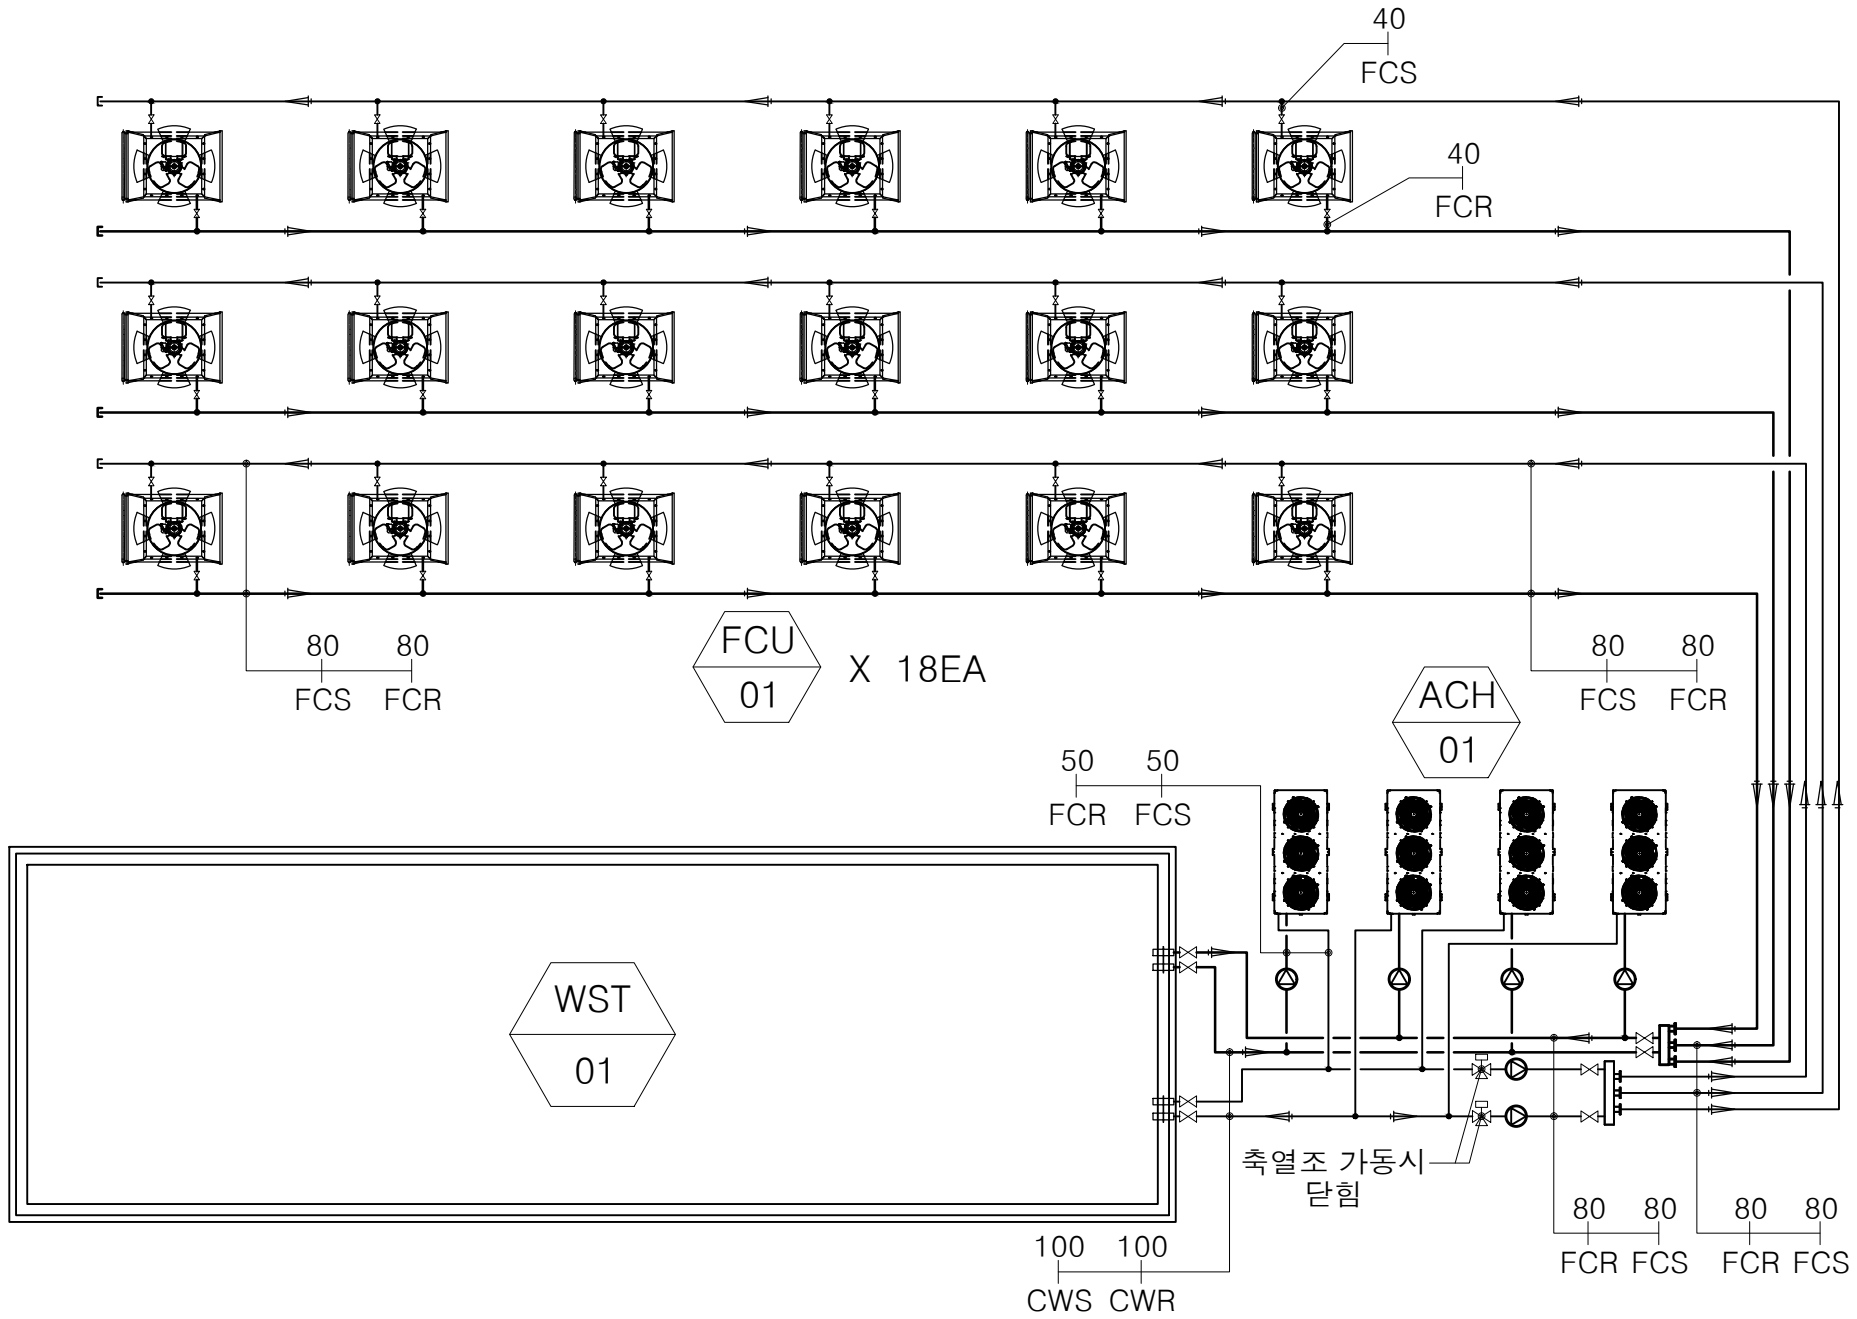 40
FCS
40
FCR
80 80
FCS FCR
FCU
01
X 18EA
80 80
FCS FCR
ACH
01
50 50
FCR FCS
WST
01
축열조 가동시
닫힘
80 80
FCR FCS
80 80
FCR FCS
100 100
CWS CWR